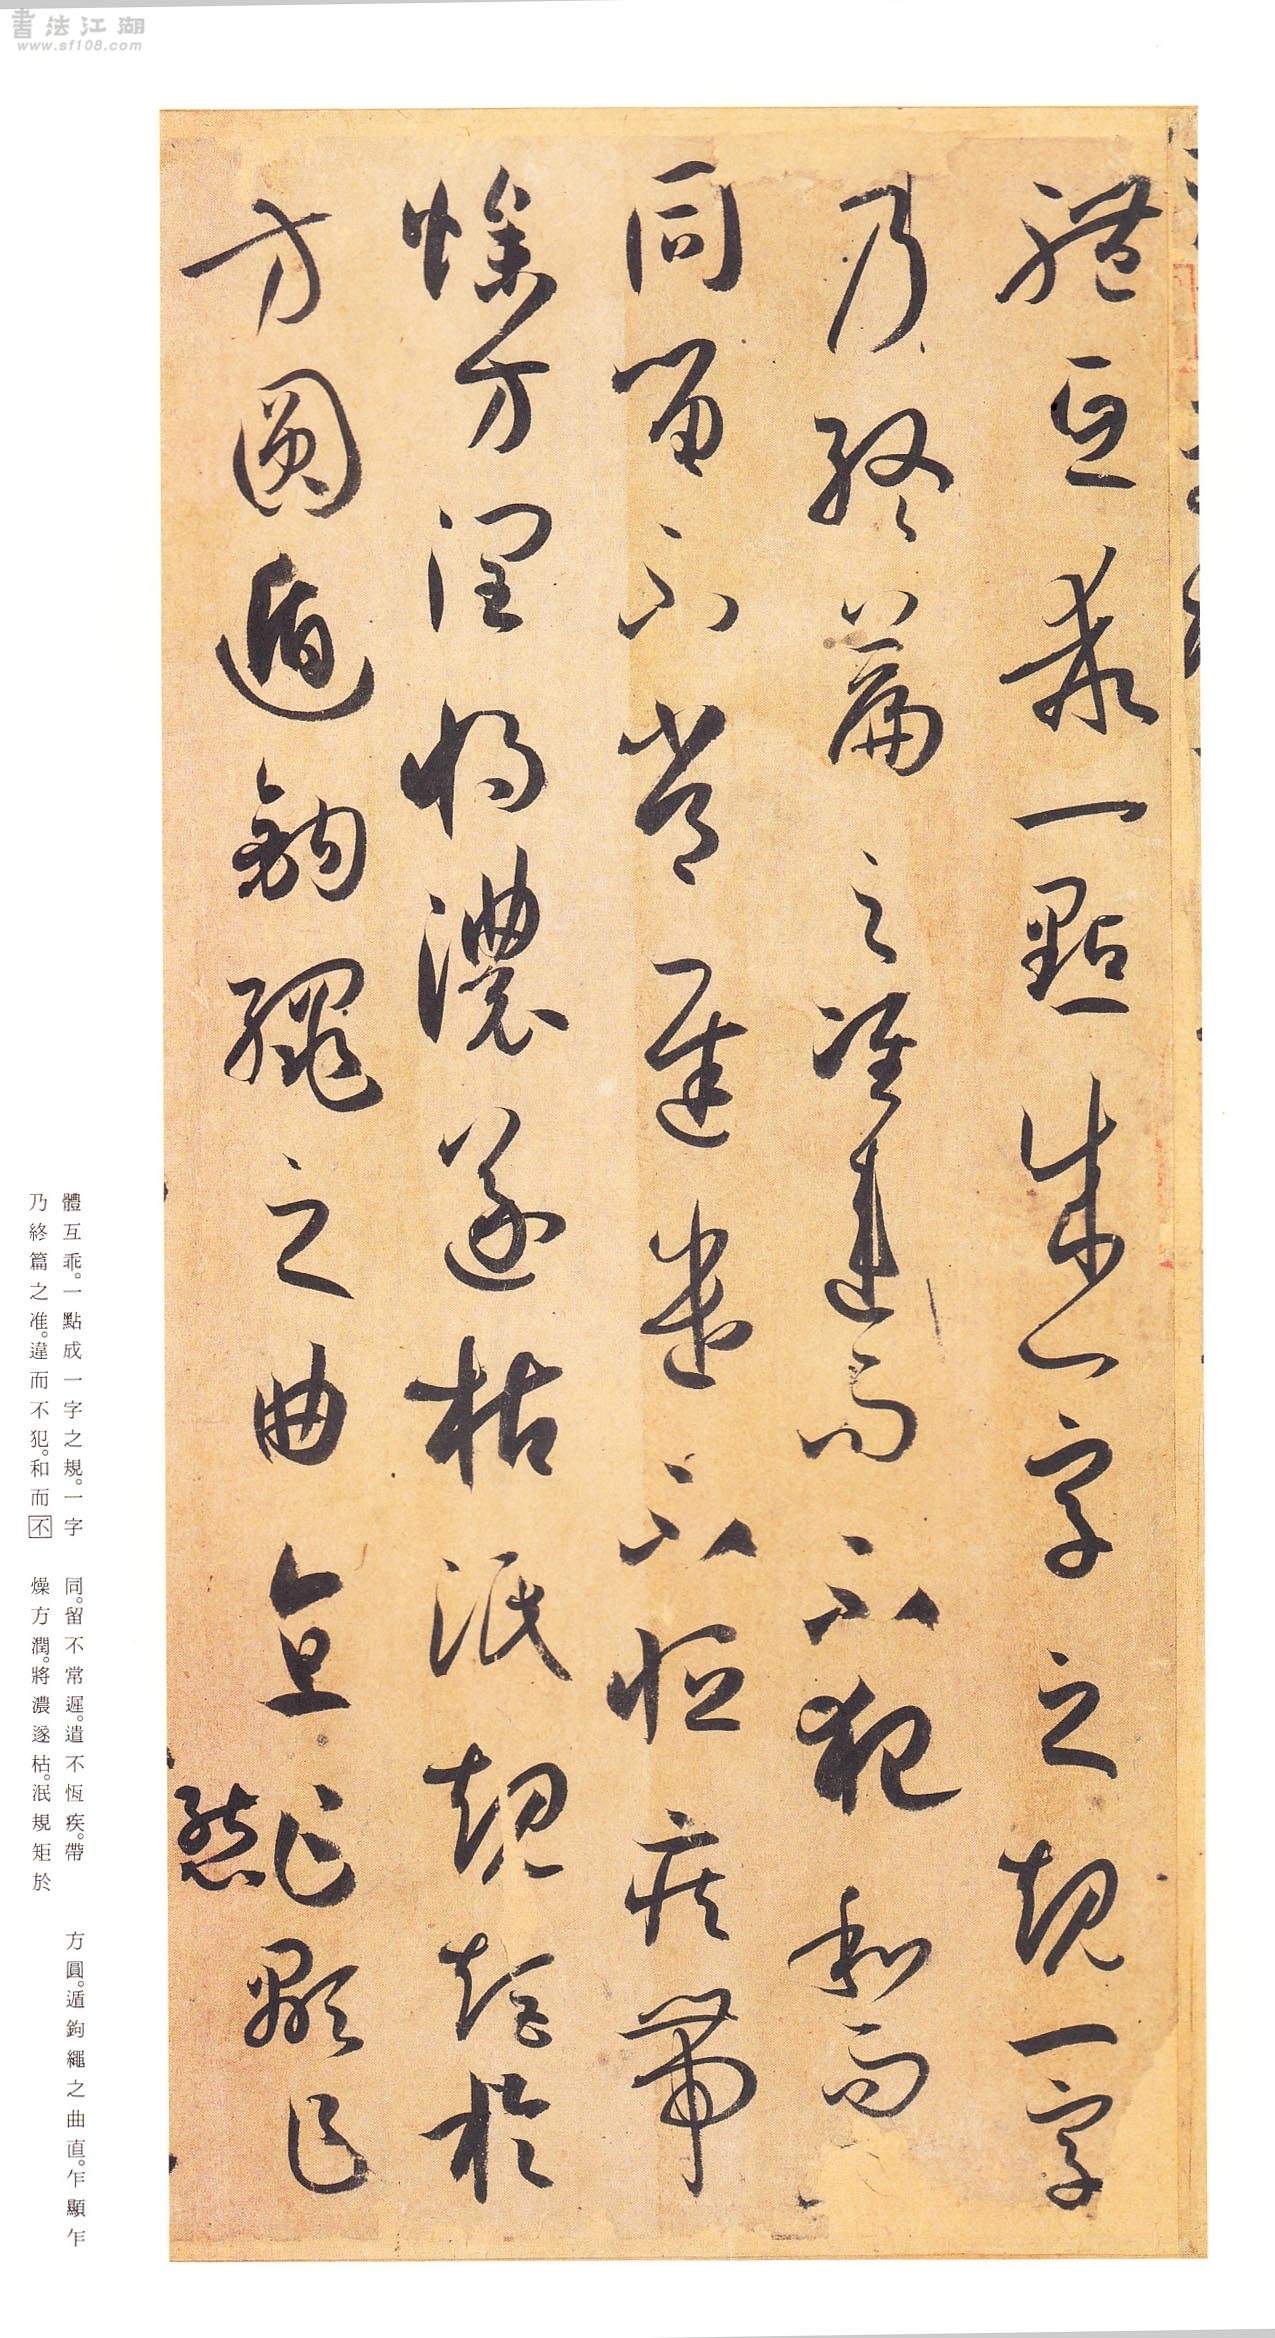 書法江湖
www.sf108.com
體互乖一點成一字之規一字
乃終篇之准違而不犯和而
同留不常遲遣不恆疾帶
燥方潤將濃遂枯泯規矩於
方圓遁鉤繩之曲直乍顯乍
體互乖。一點成一字之規。一字
乃終篇之准。違而不犯。和而不
同。留不常遲。遣不恆疾。帶
燥方潤。將濃遂枯。泯規矩於
方圓。遁鉤繩之曲直。乍顯乍